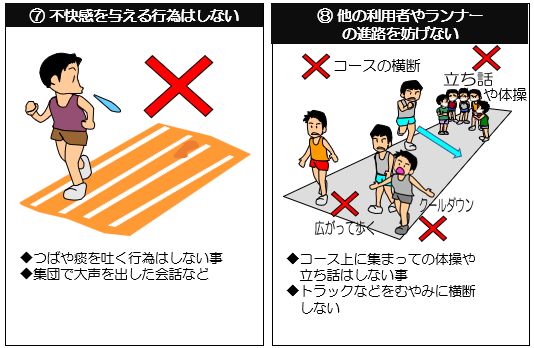 ⑦ 不快感を与える行為はしない
◆つばや痰を吐く行為はしない事
◆集団で大声を出した会話など
⑧ 他の利用者やランナー
の進路を妨げない
コースの横断
立ち話
や体操
広がって歩く
クールダウン
◆コース上に集まっての体操や
立ち話はしない事
◆トラックなどをむやみに横断
しない